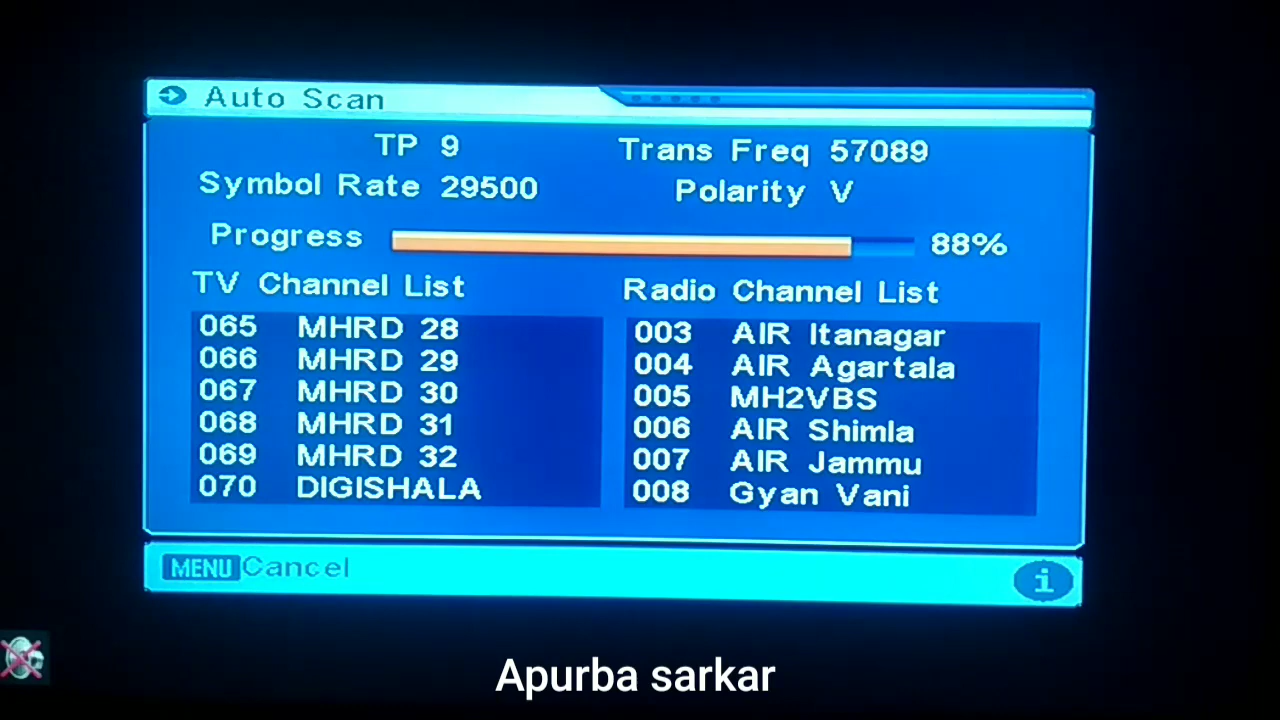 Auto Scan
TP 9 Trans Freq 57089
Symbol Rate 29500 Polarity V
Progress 88%
TV Channel List
065 MHRD 28
066 MHRD 29
067 MHRD 30
068 MHRD 31
069 MHRD 32
070 DIGISHALA
Radio Channel List
003 AIR Itanagar
004 AIR Agartala
005 MH2VBS
006 AIR Shimla
007 AIR Jammu
008 Gyan Vani
MENU Cancel
i
Apurba sarkar